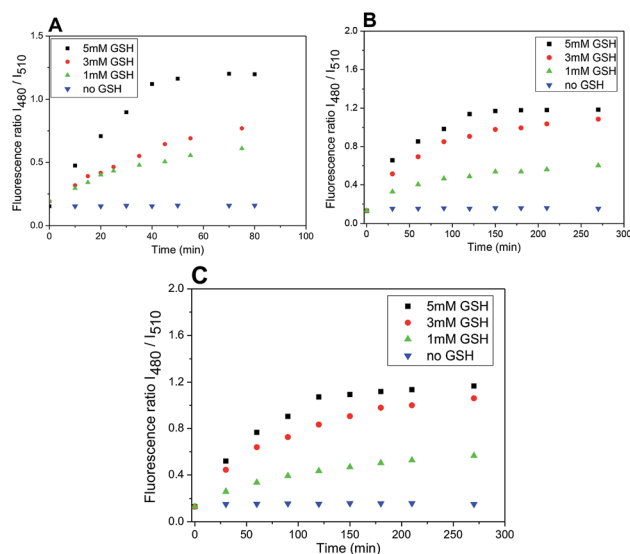 A
5mM GSH
3mM GSH
1mM GSH
no GSH
Fluorescence ratio I480 / I510
1.5
1.0
0.5
0.0
0 20 40 60 80 100
Time (min)
B
5mM GSH
3mM GSH
1mM GSH
no GSH
Fluorescence ratio I480 / I510
2.0
1.6
1.2
0.8
0.4
0.0
0 50 100 150 200 250 300
Time (min)
C
5mM GSH
3mM GSH
1mM GSH
no GSH
Fluorescence ratio I480 / I510
2.0
1.6
1.2
0.8
0.4
0.0
0 50 100 150 200 250 300
Time (min)